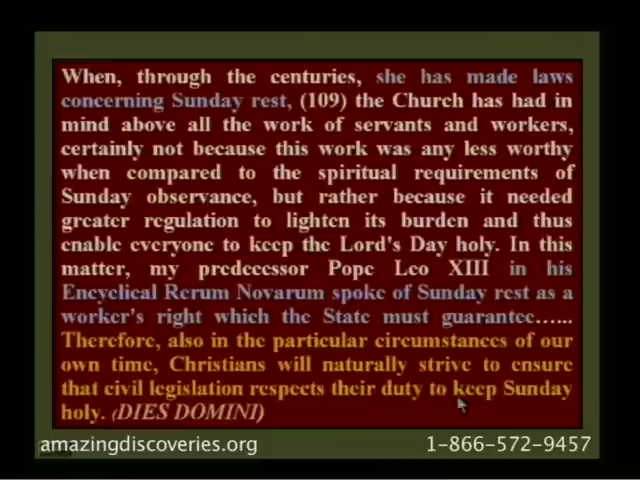 When, through the centuries, she has made laws
concerning Sunday rest, (109) the Church has had in
mind above all the work of servants and workers,
certainly not because this work was any less worthy
when compared to the spiritual requirements of
Sunday observance, but rather because it needed
greater regulation to lighten its burden and thus
enable everyone to keep the Lord's Day holy. In this
matter, my predecessor Pope Leo XIII in his
Encyclical Rerum Novarum spoke of Sunday rest as a
worker's right which the State must guarantee......
Therefore, also in the particular circumstances of our
own time, Christians will naturally strive to ensure
that civil legislation respects their duty to keep Sunday
holy. (DIES DOMINI)
amazingdiscoveries.org 1-866-572-9457